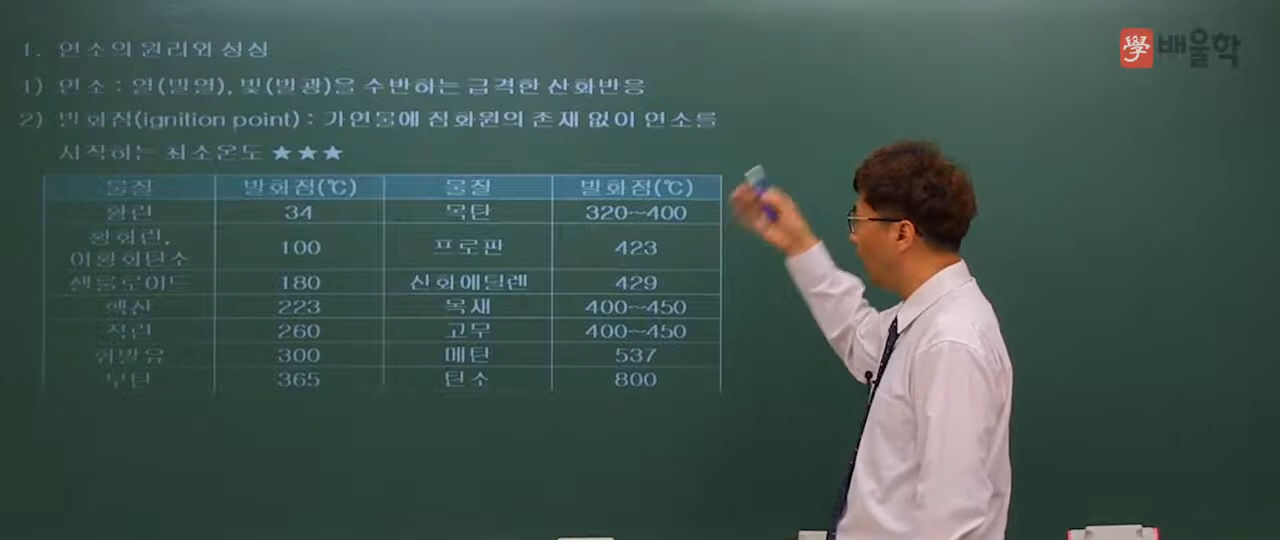 1. 연소의 원리와 성상
學 배울학
1) 연소 : 열(발열), 빛(발광)을 수반하는 급격한 산화반응
2) 발화점(ignition point) : 가연물에 점화원의 존재 없이 연소를
시작하는 최소온도 ★★★
물질 발화점(℃) 물질 발화점(℃)
황린 34 목탄 320~400
황화린, 이황화탄소 100 프로판 423
셀룰로이드 180 산화에틸렌 429
헥산 223 목재 400~450
적린 260 고무 400~450
휘발유 300 메탄 537
부탄 365 탄소 800